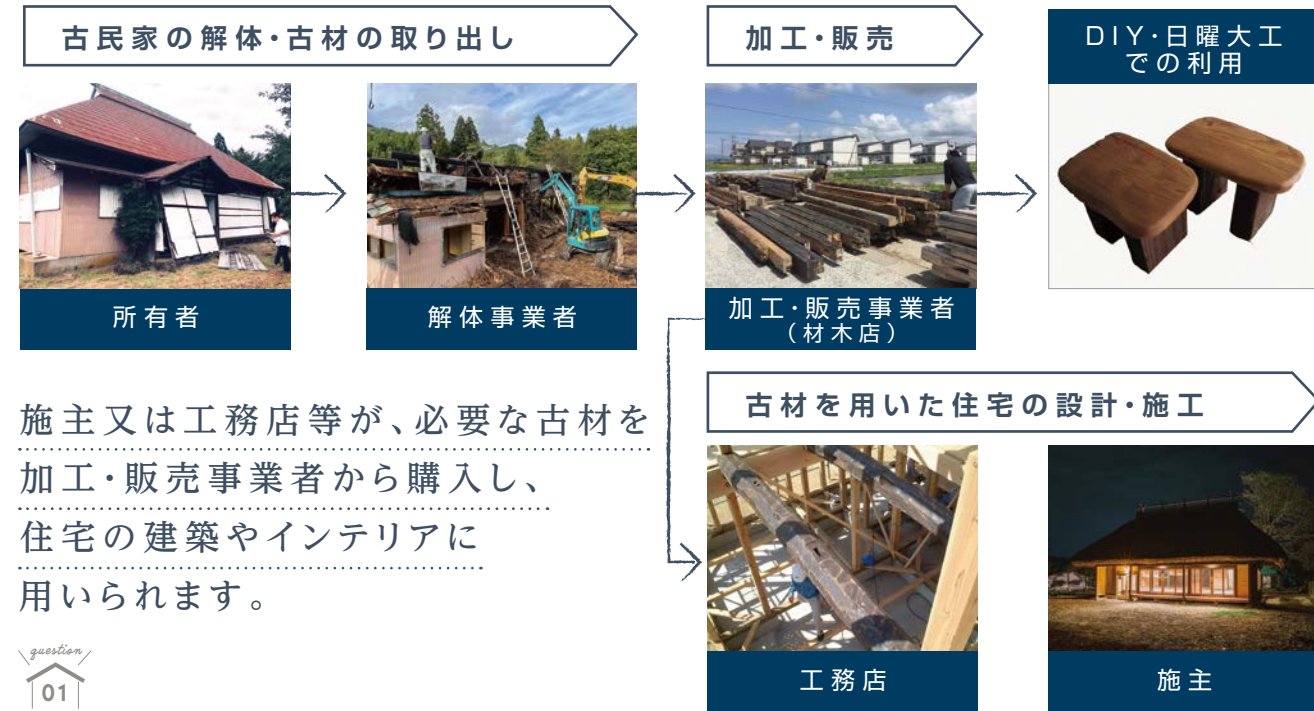 古民家の解体・古材の取り出し
加工・販売
DIY・日曜大工
での利用
所有者
解体事業者
加工・販売事業者
（材木店）
施主又は工務店等が、必要な古材を
加工・販売事業者から購入し、
住宅の建築やインテリアに
用いられます。
古材を用いた住宅の設計・施工
工務店
施主
question
01